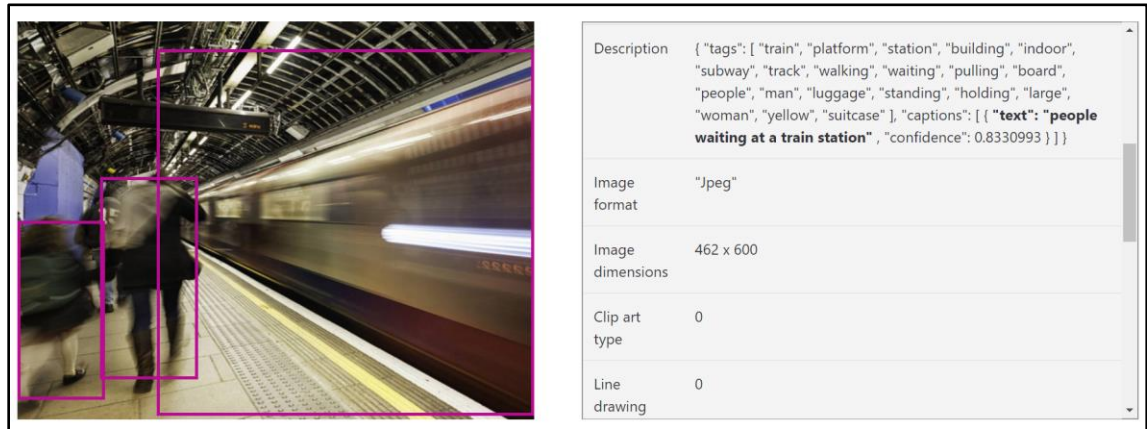 Description
{ "tags": [ "train", "platform", "station", "building", "indoor",
"subway", "track", "walking", "waiting", "pulling", "board",
"people", "man", "luggage", "standing", "holding", "large",
"woman", "yellow", "suitcase" ], "captions": [ { "text": "people
waiting at a train station" , "confidence": 0.8330993 } ] }
Image
format
"Jpeg"
Image
dimensions
462 x 600
Clip art
type
0
Line
drawing
0